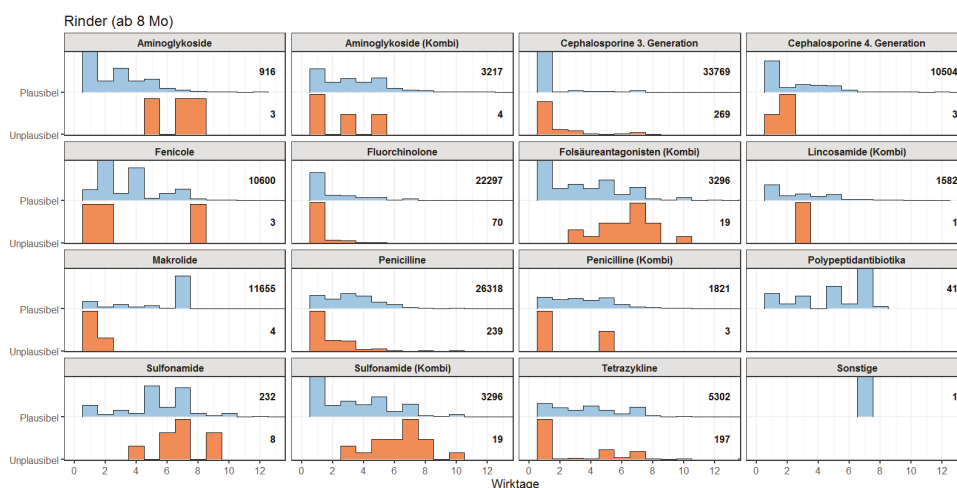 Rinder (ab 8 Mo)
Aminoglykoside Aminoglykoside (Kombi) Cephalosporine 3. Generation Cephalosporine 4. Generation
916 3217 33769 10504
Plausibel
3 4 269 3
Unplausibel
Fenicole Fluorchinolone Folsäureantagonisten (Kombi) Lincosamide (Kombi)
10600 22297 3296 1582
Plausibel
3 70 19 1
Unplausibel
Makrolide Penicilline Penicilline (Kombi) Polypeptidantibiotika
11655 26318 1821 41
Plausibel
4 239 3
Unplausibel
Sulfonamide Sulfonamide (Kombi) Tetrazykline Sonstige
232 3296 5302 1
Plausibel
8 19 197
Unplausibel
0 2 4 6 8 10 12 0 2 4 6 8 10 12 0 2 4 6 8 10 12 0 2 4 6 8 10 12
Wirktage